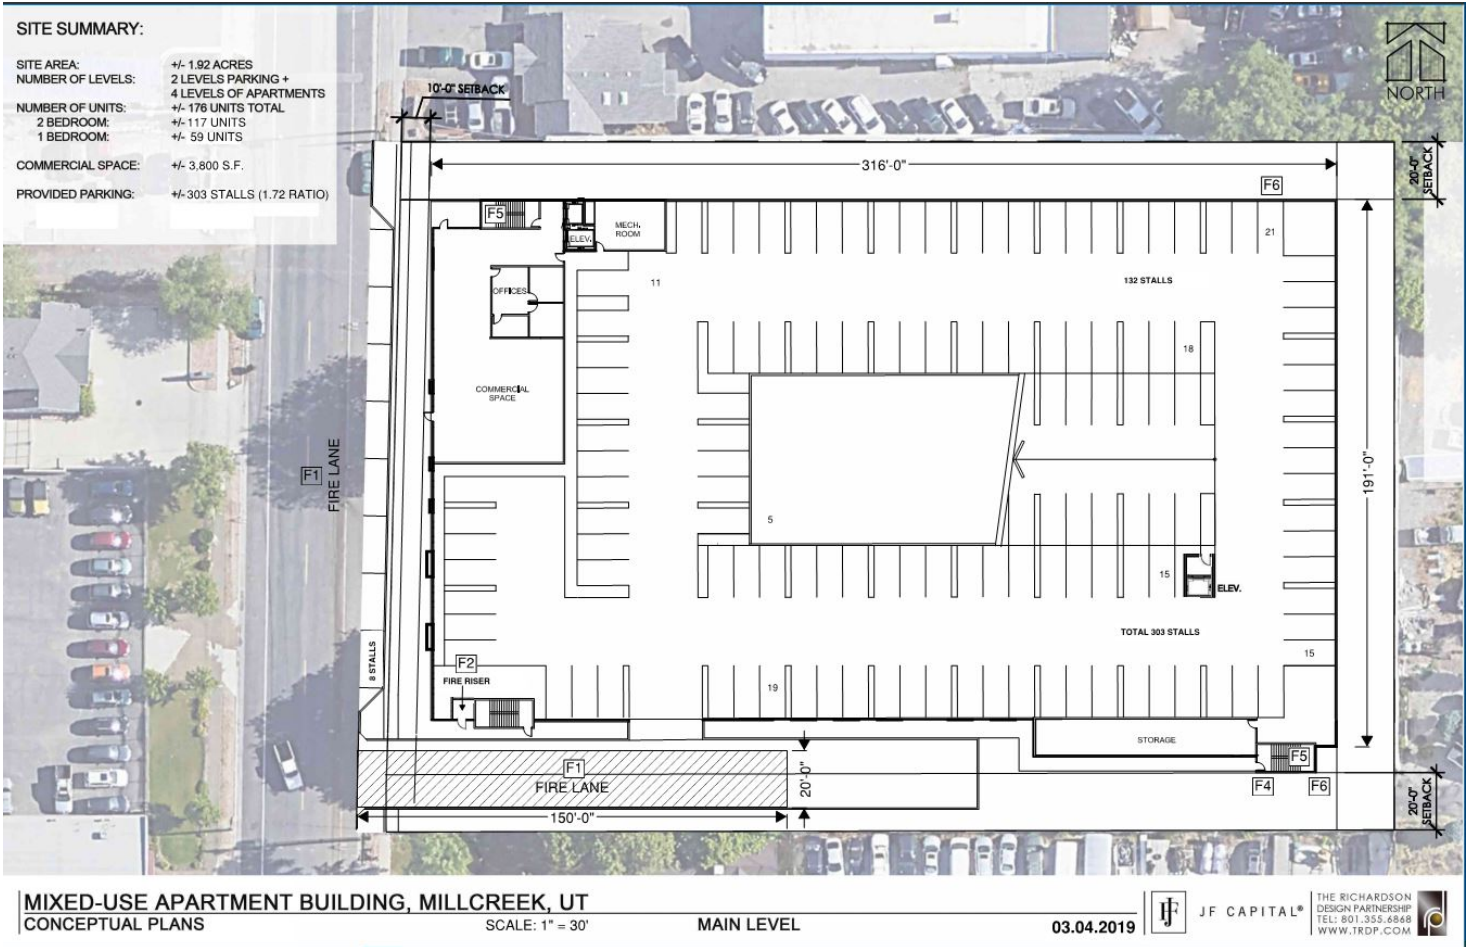 SITE SUMMARY:
SITE AREA: +/- 1.92 ACRES
NUMBER OF LEVELS: 2 LEVELS PARKING +
4 LEVELS OF APARTMENTS
NUMBER OF UNITS: +/- 176 UNITS TOTAL
2 BEDROOM: +/- 117 UNITS
1 BEDROOM: +/- 59 UNITS
COMMERCIAL SPACE: +/- 3,800 S.F.
PROVIDED PARKING: +/- 303 STALLS (1.72 RATIO)
10'-0" SETBACK
NORTH
316'-0"
20'-0"
SETBACK
F6
F5
ELEV.
MECH.
ROOM
21
11
132 STALLS
OFFICES
18
COMMERCIAL
SPACE
F1
FIRE LANE
191'-0"
5
15
ELEV.
TOTAL 303 STALLS
15
8 STALLS
F2
FIRE RISER
19
STORAGE
F5
F1
FIRE LANE
20'-0"
F4
F6
20'-0"
SETBACK
150'-0"
MIXED-USE APARTMENT BUILDING, MILLCREEK, UT
CONCEPTUAL PLANS
SCALE: 1" = 30'
MAIN LEVEL
03.04.2019
JF CAPITAL®
THE RICHARDSON
DESIGN PARTNERSHIP
TEL: 801.355.6868
WWW.TRDP.COM